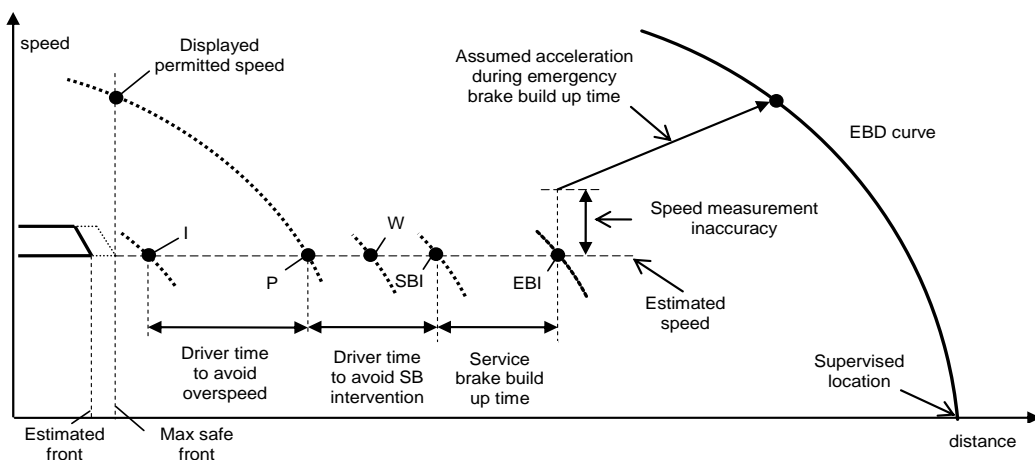 speed
Displayed
permitted speed
Assumed acceleration
during emergency
brake build up time
EBD curve
I
P
W
SBI
EBI
Speed measurement
inaccuracy
Estimated
speed
Driver time
to avoid
overspeed
Driver time
to avoid SB
intervention
Service
brake build
up time
Supervised
location
Estimated
front
Max safe
front
distance